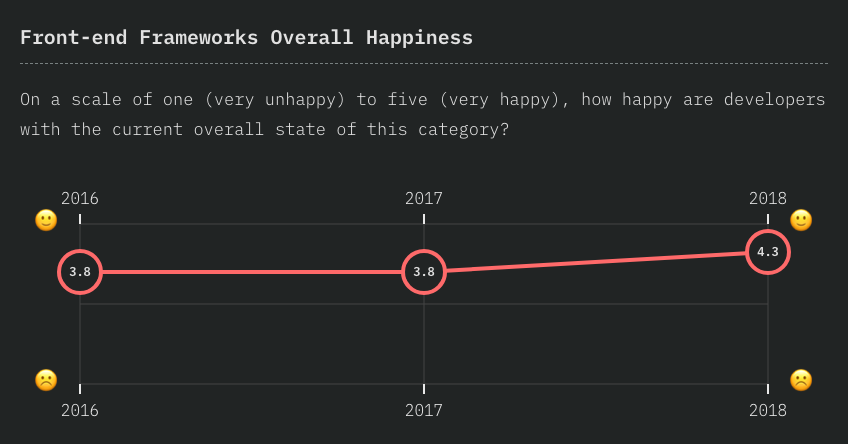 Front-end Frameworks Overall Happiness
On a scale of one (very unhappy) to five (very happy), how happy are developers
with the current overall state of this category?
2016 2017 2018
3.8 3.8 4.3
2016 2017 2018